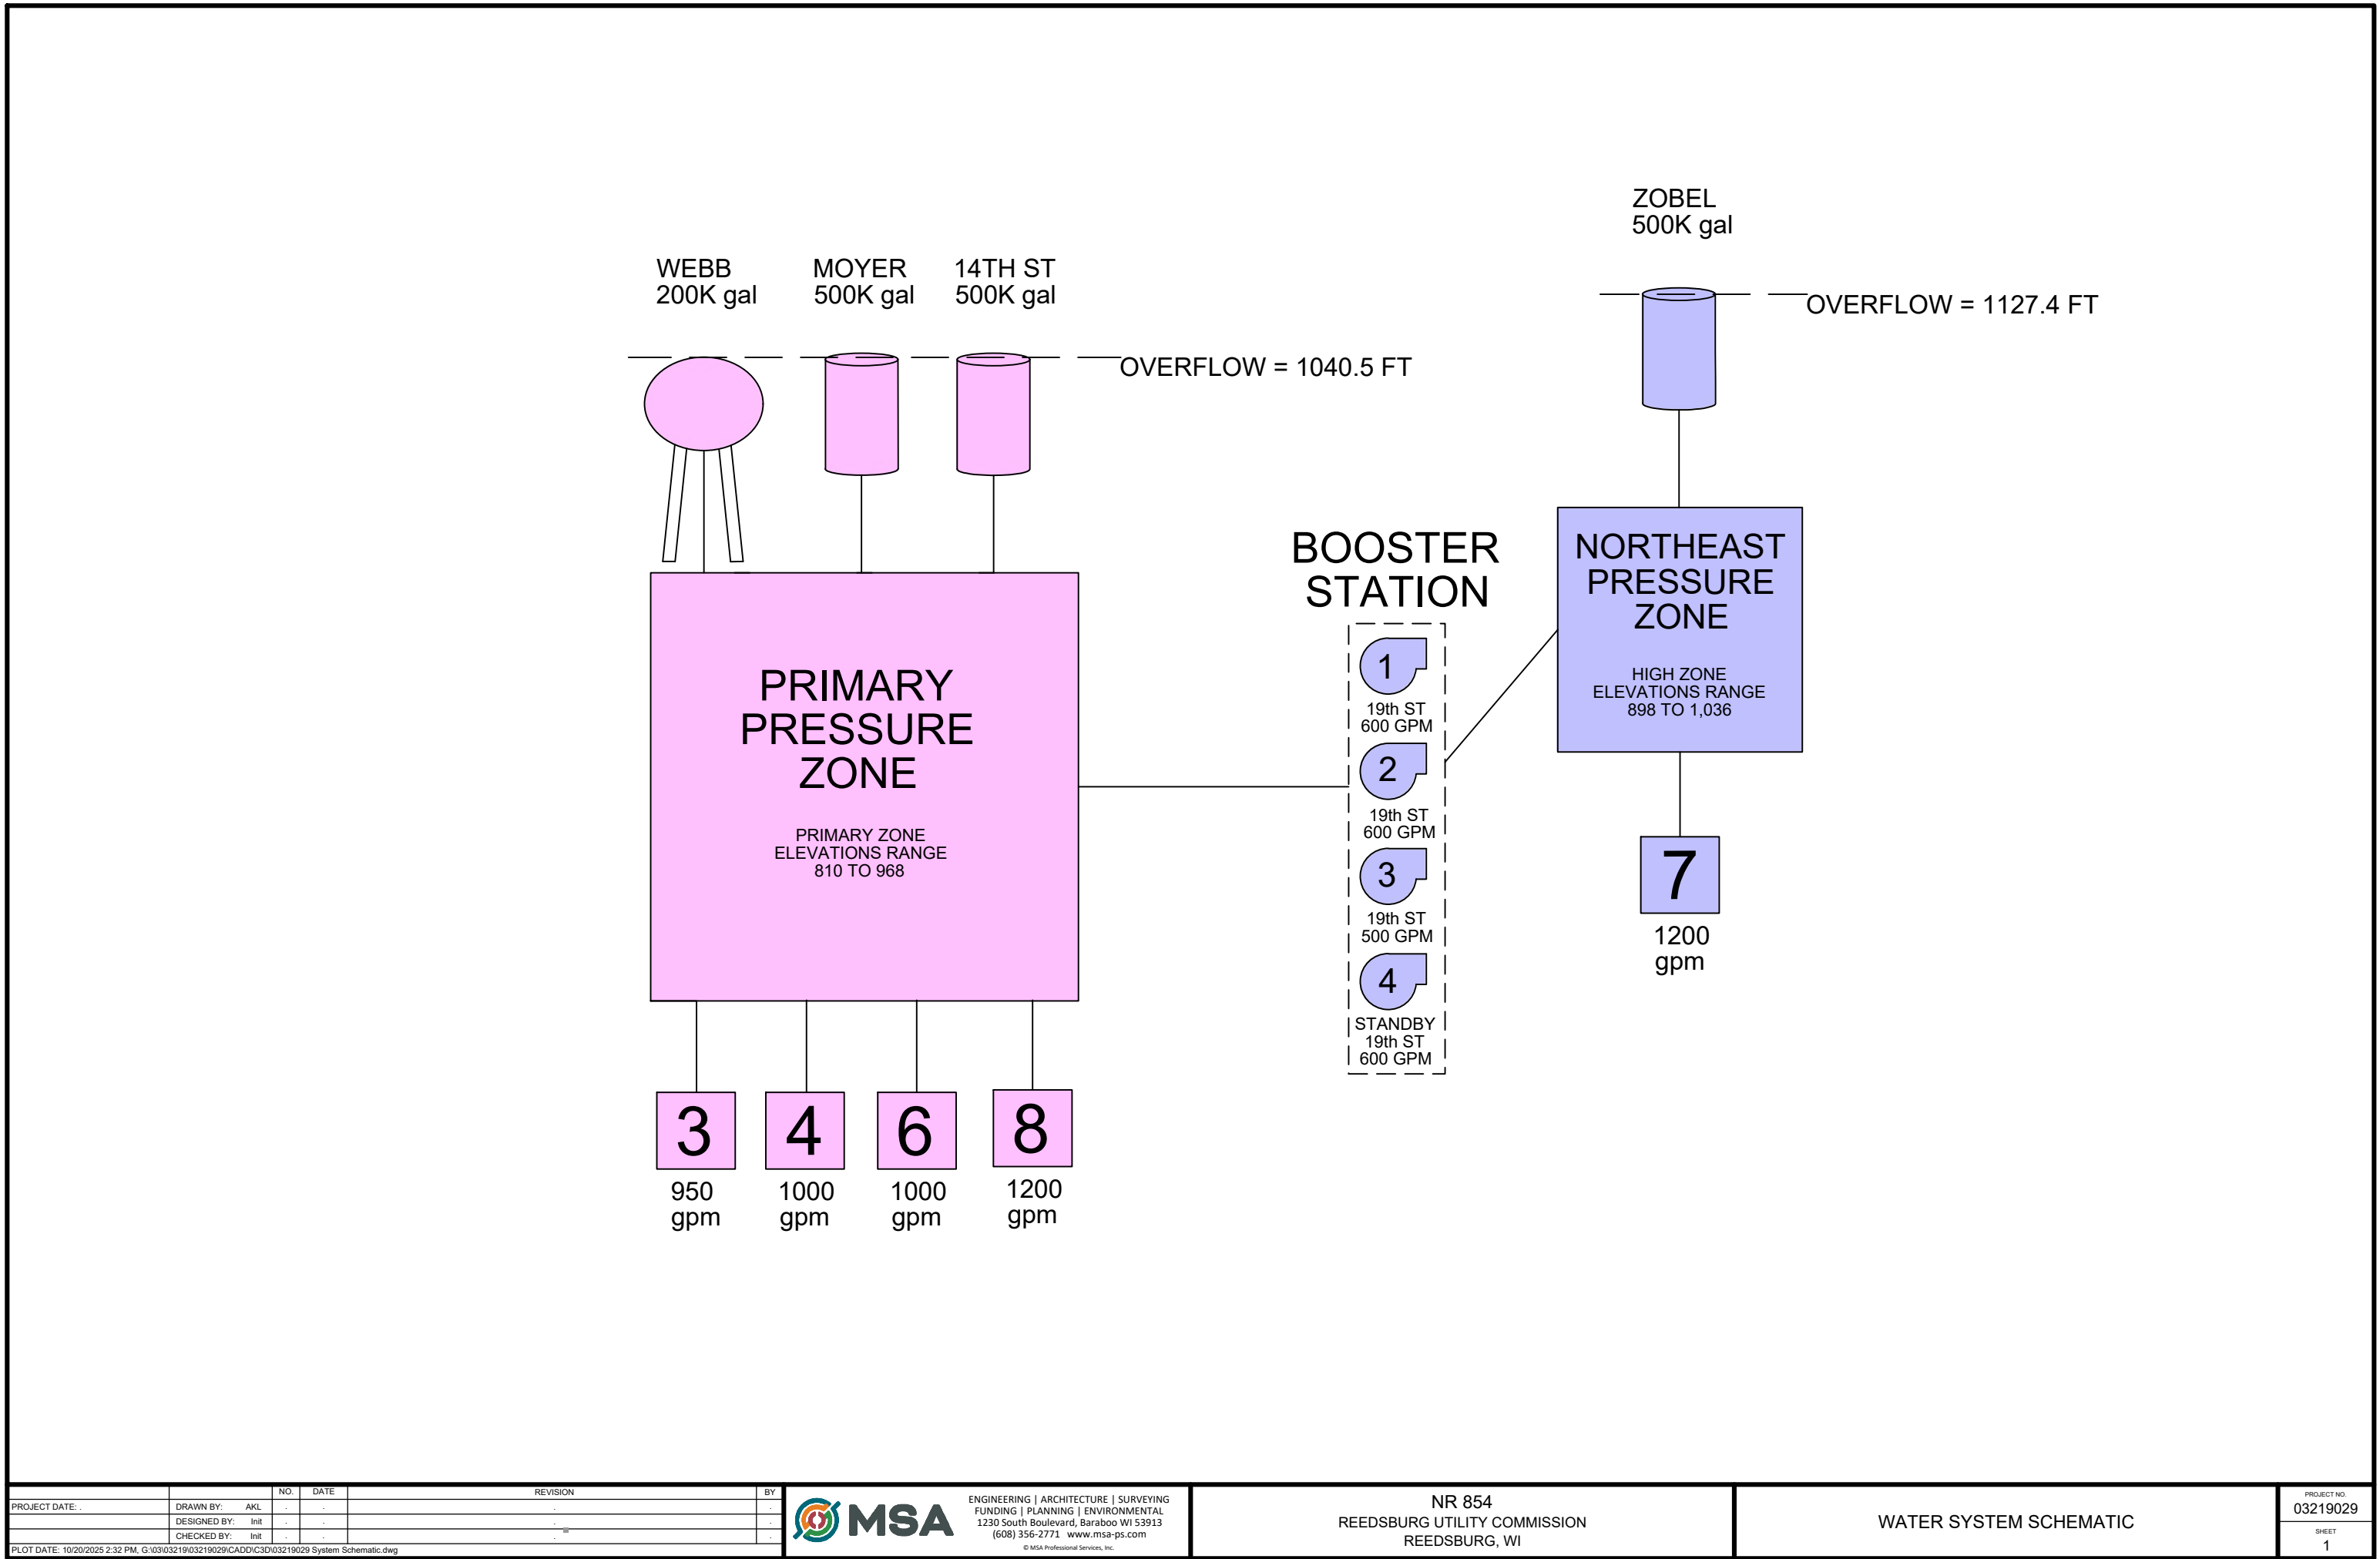 ZOBEL
500K gal
OVERFLOW = 1127.4 FT
WEBB
200K gal
MOYER
500K gal
14TH ST
500K gal
OVERFLOW = 1040.5 FT
PRIMARY
PRESSURE
ZONE
PRIMARY ZONE
ELEVATIONS RANGE
810 TO 968
BOOSTER
STATION
1
19th ST
600 GPM
2
19th ST
600 GPM
3
19th ST
500 GPM
4
STANDBY
19th ST
600 GPM
NORTHEAST
PRESSURE
ZONE
HIGH ZONE
ELEVATIONS RANGE
898 TO 1,036
7
1200
gpm
3
950
gpm
4
1000
gpm
6
1000
gpm
8
1200
gpm
NO. DATE REVISION BY
PROJECT DATE: . DRAWN BY: AKL . . . .
DESIGNED BY: Init . . . .
CHECKED BY: Init . . . .
PLOT DATE: 10/20/2025 2:32 PM, G:\03\03219\03219029\CADD\C3D\03219029 System Schematic.dwg
MSA
ENGINEERING | ARCHITECTURE | SURVEYING
FUNDING | PLANNING | ENVIRONMENTAL
1230 South Boulevard, Baraboo WI 53913
(608) 356-2771 www.msa-ps.com
© MSA Professional Services, Inc.
NR 854
REEDSBURG UTILITY COMMISSION
REEDSBURG, WI
WATER SYSTEM SCHEMATIC
PROJECT NO.
03219029
SHEET
1